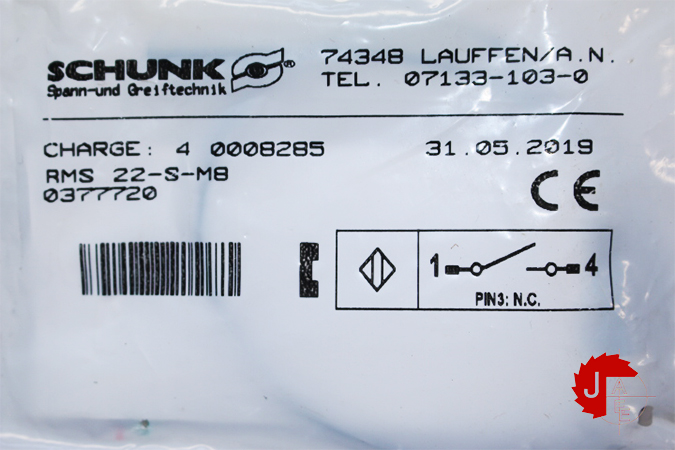 SCHUNK ®
Spann-und Greiftechnik
74348 LAUFFEN/A.N.
TEL. 07133-103-0
CHARGE: 4 0008285
31.05.2019
RMS 22-S-M8
0377720
CE
1 4
PIN3: N.C.
J